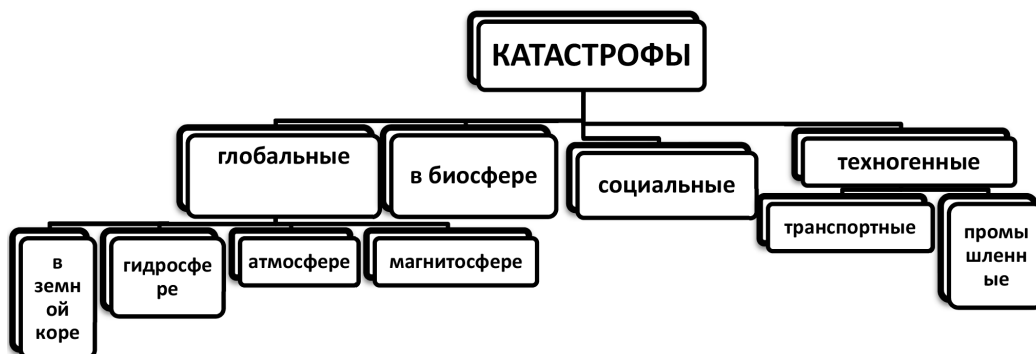 КАТАСТРОФЫ
глобальные
в биосфере
социальные
техногенные
в
земн
ой
коре
гидросфе
ре
атмосфере
магнитосфере
транспортные
промы
шленн
ые